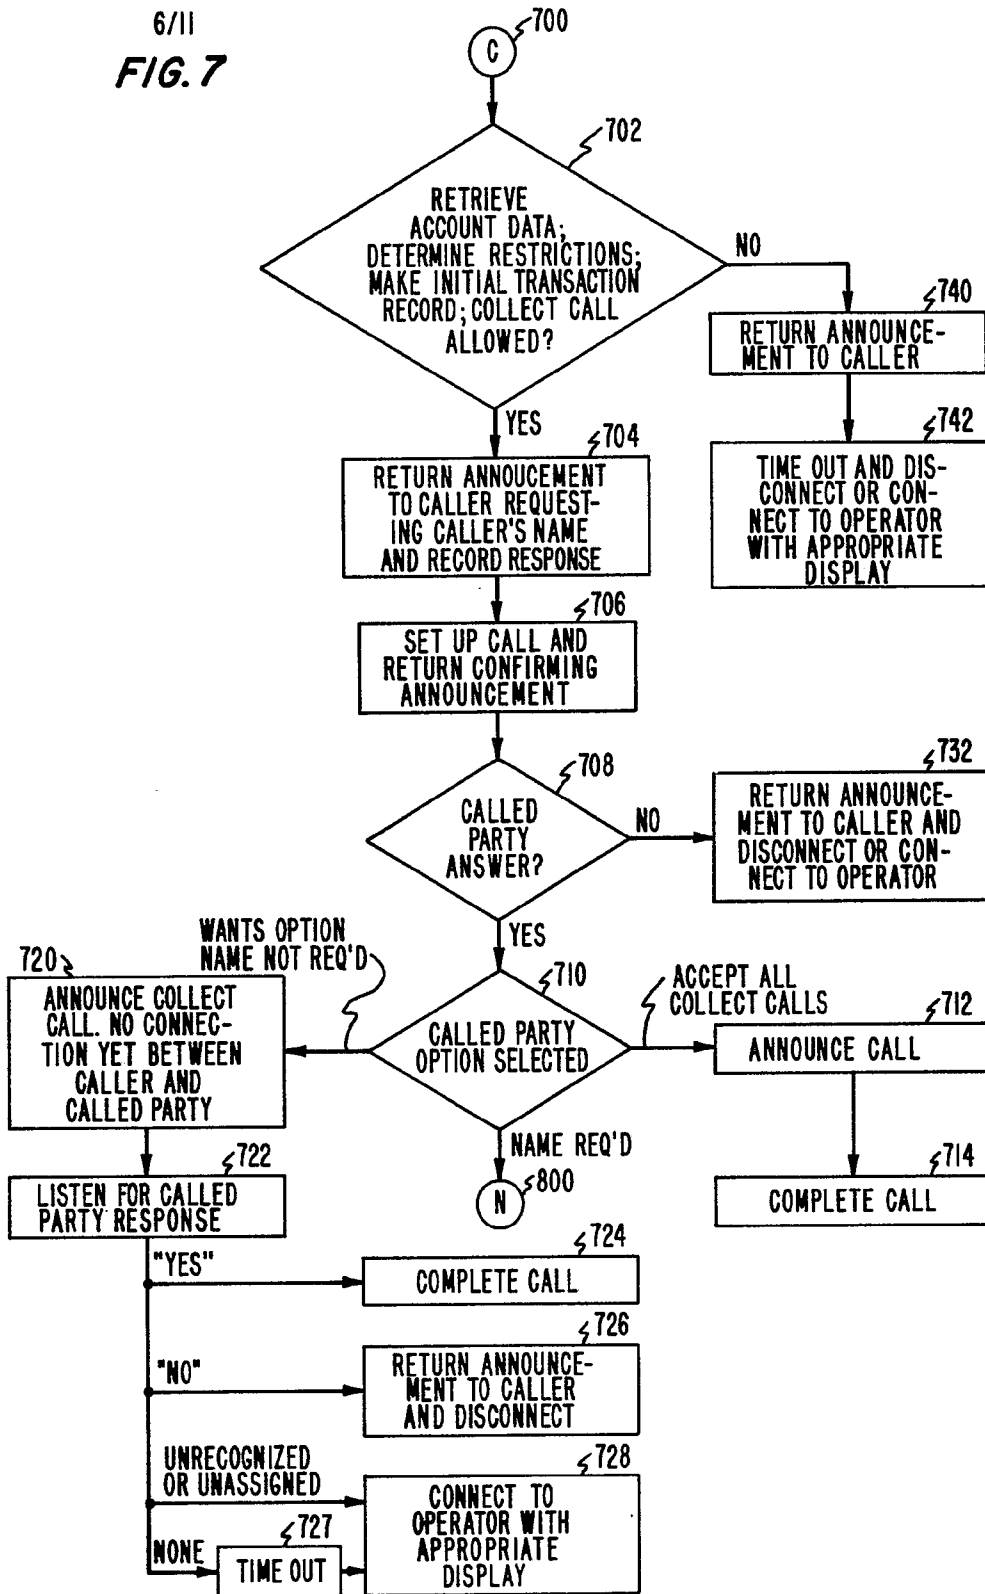 6/11
FIG. 7
700
C
702
RETRIEVE
ACCOUNT DATA;
DETERMINE RESTRICTIONS;
MAKE INITIAL TRANSACTION
RECORD; COLLECT CALL
ALLOWED?
NO
740
RETURN ANNOUNCE-
MENT TO CALLER
YES
704
RETURN ANNOUCEMENT
TO CALLER REQUEST-
ING CALLER'S NAME
AND RECORD RESPONSE
742
TIME OUT AND DIS-
CONNECT OR CON-
NECT TO OPERATOR
WITH APPROPRIATE
DISPLAY
706
SET UP CALL AND
RETURN CONFIRMING
ANNOUNCEMENT
708
CALLED
PARTY
ANSWER?
NO
732
RETURN ANNOUNCE-
MENT TO CALLER AND
DISCONNECT OR CON-
NECT TO OPERATOR
YES
WANTS OPTION
NAME NOT REQ'D
710
CALLED PARTY
OPTION SELECTED
ACCEPT ALL
COLLECT CALLS
712
ANNOUNCE CALL
720
ANNOUNCE COLLECT
CALL. NO CONNEC-
TION YET BETWEEN
CALLER AND
CALLED PARTY
NAME REQ'D
800
N
714
COMPLETE CALL
722
LISTEN FOR CALLED
PARTY RESPONSE
"YES"
724
COMPLETE CALL
"NO"
726
RETURN ANNOUNCE-
MENT TO CALLER
AND DISCONNECT
UNRECOGNIZED
OR UNASSIGNED
728
CONNECT TO
OPERATOR WITH
APPROPRIATE
DISPLAY
NONE
727
TIME OUT